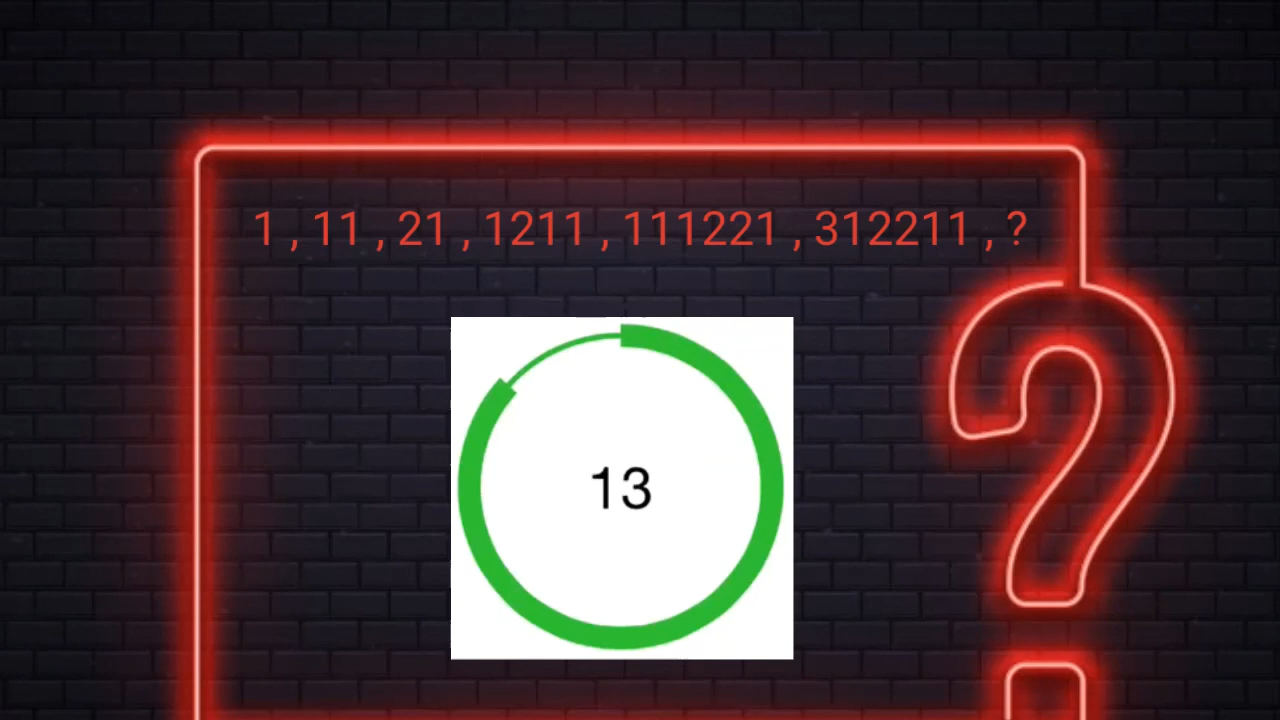 1 , 11 , 21 , 1211 , 111221 , 312211 , ?
13